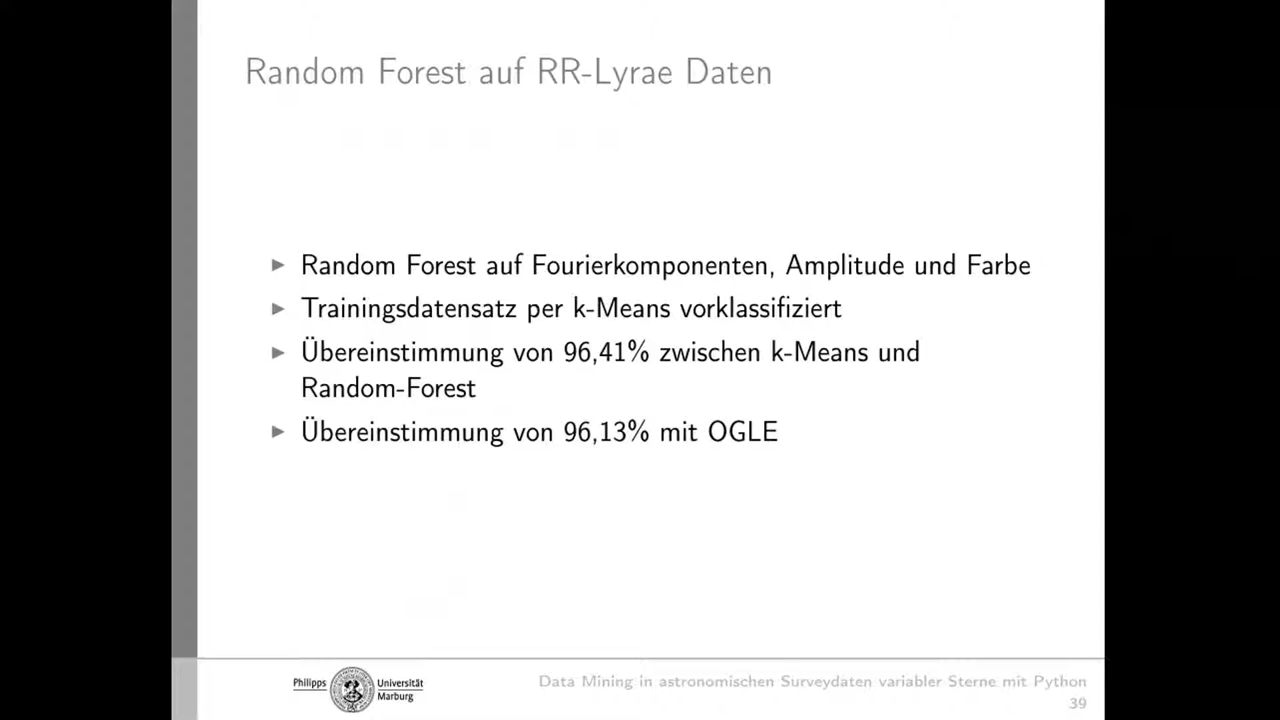 Random Forest auf RR-Lyrae Daten
► Random Forest auf Fourierkomponenten, Amplitude und Farbe
► Trainingsdatensatz per k-Means vorklassifiziert
► Übereinstimmung von 96,41% zwischen k-Means und
Random-Forest
► Übereinstimmung von 96,13% mit OGLE
Philipps Universität
Marburg
Data Mining in astronomischen Surveydaten variabler Sterne mit Python
39